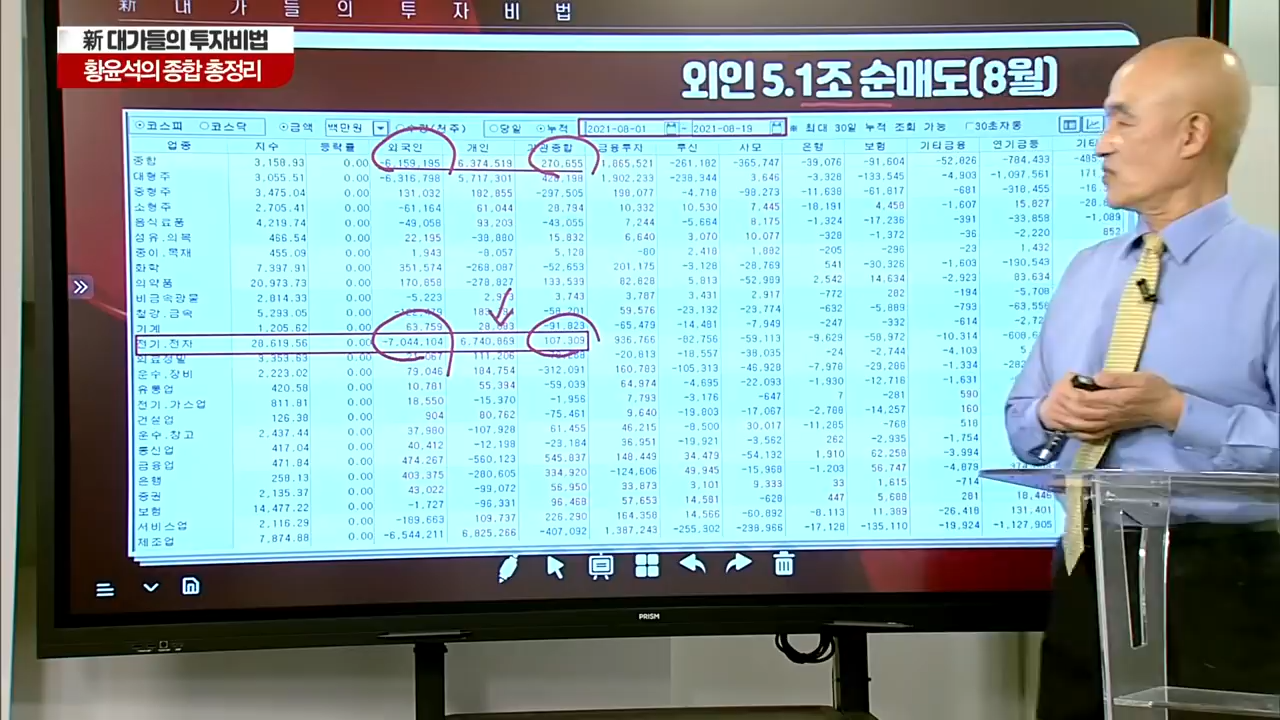 新 대 가 들 의 투 자 비 법
新 대가들의 투자비법
황윤석의 종합 총정리
외인 5.1조 순매도(8월)
코스피 코스닥 금액 백만원 수량(천주) 당일 누적 2021-08-01 - 2021-08-19 ※ 최대 30일 누적 조회 가능 30초자동
업종 지수 등락률 외국인 개인 기관종합 금융투자 투신 사모 은행 보험 기타금융 연기금등 기타
종합 3,158.93 0.00 -6,159,195 6,374,519 270,655 1,865,521 -261,182 -365,747 -39,076 -91,604 -52,826 -784,433
대형주 3,055.51 0.00 -6,316,798 5,717,301 428,198 1,902,233 -238,344 3,646 -3,328 -133,545 -4,903 -1,097,561
중형주 3,475.04 0.00 131,032 182,855 -297,505 198,077 -4,718 -98,273 -11,638 -61,817 -681 -318,455
소형주 2,705.41 0.00 -61,164 61,044 28,794 10,332 10,530 7,445 -18,191 4,458 -1,607 15,827
음식료품 4,219.74 0.00 -49,058 93,203 -43,055 7,244 -5,664 8,175 -1,324 -17,236 -391 -33,858 -1,089
섬유.의복 466.54 0.00 22,195 -38,880 15,832 6,640 3,070 10,077 -328 -1,372 -36 -2,220 852
종이.목재 455.09 0.00 1,943 -8,057 5,128 -80 2,418 1,882 -205 -296 -23 1,432
화학 7,397.91 0.00 351,574 -268,087 -52,653 201,175 -3,128 -28,769 541 -30,326 -1,603 -190,543
의약품 20,973.73 0.00 170,858 -278,827 133,599 82,828 5,813 -52,989 2,542 14,634 -2,923 83,634
비금속광물 2,814.33 0.00 -5,223 3,743 3,787 3,431 2,917 -772 282 -194 -5,708
철강.금속 5,293.05 0.00 -58,201 59,576 -23,132 -29,774 -632 -5,889 -793
기계 1,205.62 0.00 63,759 28,693 -91,823 -65,479 -14,481 -7,949 -247 -332 -614
전기.전자 28,619.56 0.00 -7,044,104 6,740,869 107,309 936,766 -82,756 -59,113 -9,629 -58,972 -10,314
의료정밀 3,353.63 0.00 111,206 -20,813 -18,557 -38,035 -24 -2,744 -4,103
운수.장비 2,223.02 0.00 79,046 184,754 -312,091 160,783 -105,313 -46,928 -7,978 -29,286 -1,334
유통업 420.58 0.00 10,781 55,394 -59,039 64,974 -4,695 -22,093 -1,930 -12,716 -1,631
전기.가스업 811.81 0.00 18,550 -15,370 -1,956 7,793 -3,176 -647 7 -281 590
건설업 126.38 0.00 904 80,762 -75,461 9,640 -19,803 -17,067 -2,788 -14,257 160
운수.창고 2,437.44 0.00 37,980 -107,928 61,455 46,215 -8,500 30,017 -11,285 -768 518
통신업 417.04 0.00 40,412 -12,198 -23,184 36,951 -19,921 -3,562 262 -2,935 -1,754
금융업 471.84 0.00 474,267 -560,123 545,837 148,449 34,479 -54,132 1,910 62,258 -3,994
은행 258.13 0.00 403,375 -280,605 334,920 -124,606 49,945 -15,968 -1,203 56,747 -4,879
증권 2,135.37 0.00 43,022 -99,072 56,950 33,873 3,101 9,333 33 1,615 -714
보험 14,477.22 0.00 -1,727 -96,331 96,468 57,653 14,581 -628 447 5,688 281
서비스업 2,116.29 0.00 -189,663 109,737 226,290 164,358 14,566 -60,892 -8,113 11,389 -26,418 131,401
제조업 7,874.88 0.00 -6,544,211 6,825,266 -407,092 1,387,243 -255,302 -238,966 -17,128 -135,110 -19,924 -1,127,905
PRISM